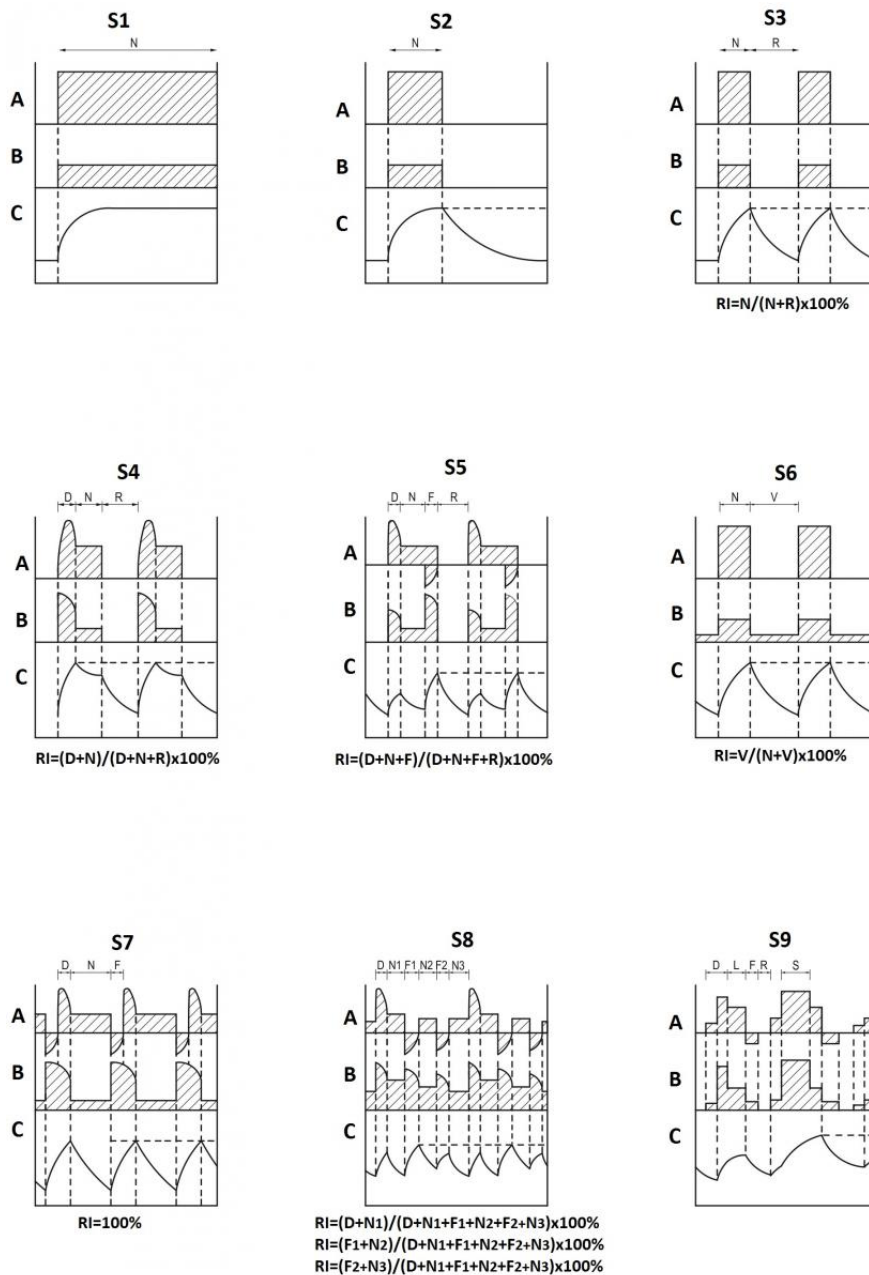 S1
N
A
B
C
S2
N
A
B
C
S3
N R
A
B
C
RI=N/(N+R)x100%
S4
D N R
A
B
C
RI=(D+N)/(D+N+R)x100%
S5
D N F R
A
B
C
RI=(D+N+F)/(D+N+F+R)x100%
S6
N V
A
B
C
RI=V/(N+V)x100%
S7
D N F
A
B
C
RI=100%
S8
D N1 F1 N2 F2 N3
A
B
C
RI=(D+N1)/(D+N1+F1+N2+F2+N3)x100%
RI=(F1+N2)/(D+N1+F1+N2+F2+N3)x100%
RI=(F2+N3)/(D+N1+F1+N2+F2+N3)x100%
S9
D L F R S
A
B
C